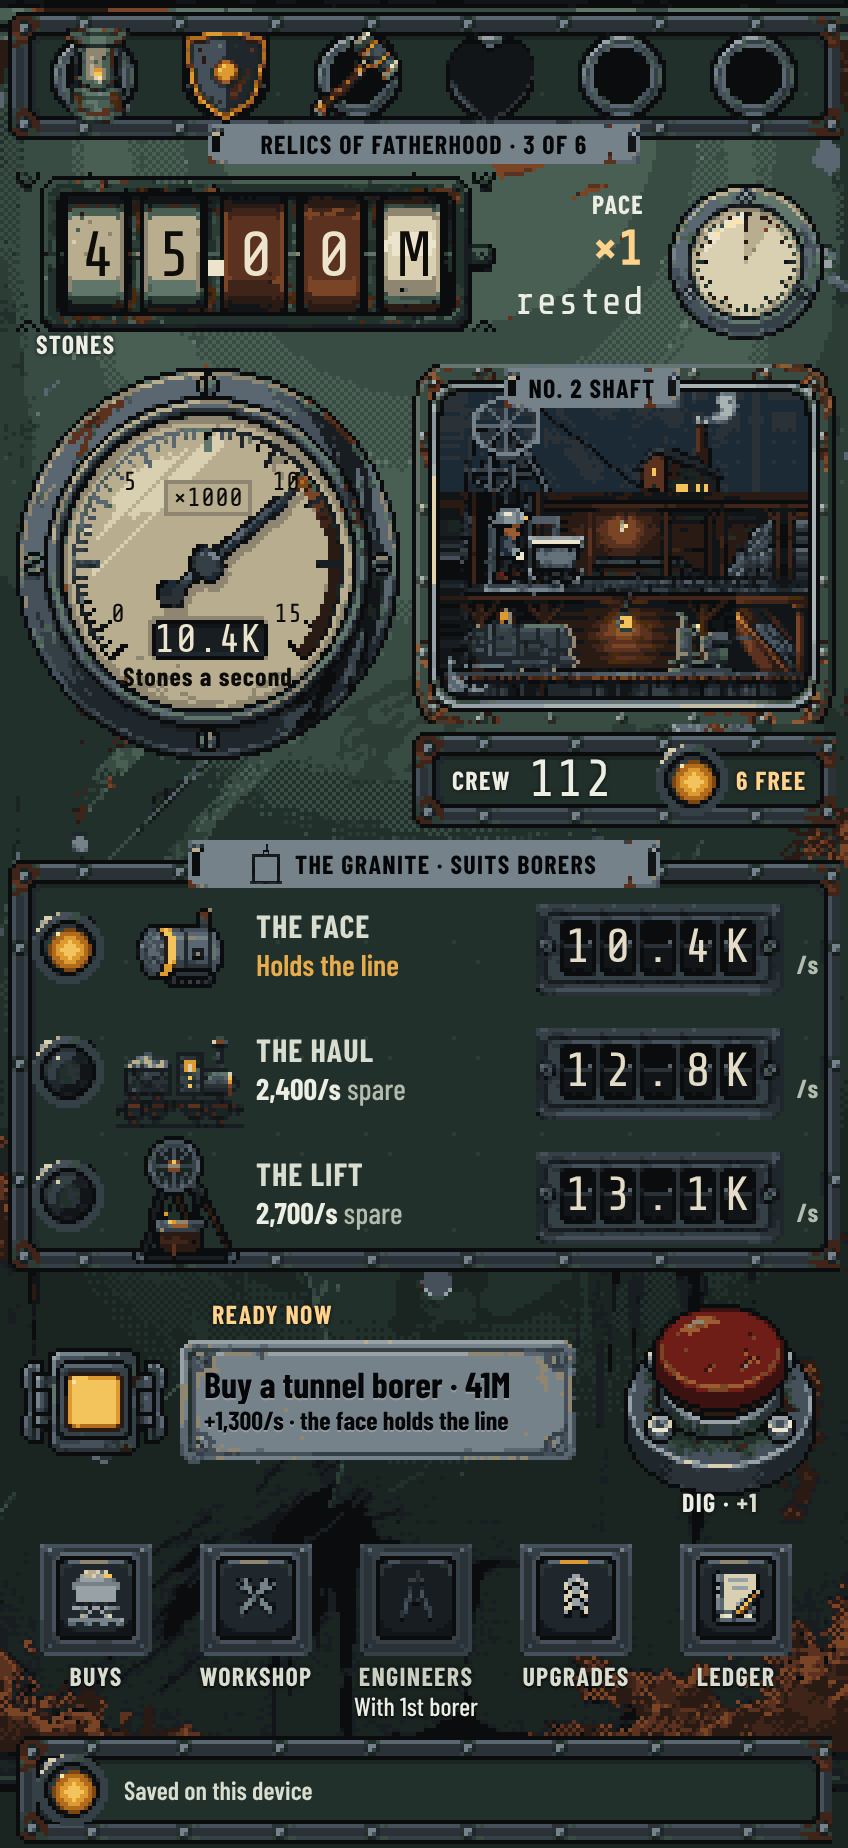 RELICS OF FATHERHOOD · 3 OF 6
45.00M
STONES
PACE
×1
rested
5
×1000
10
0
15
10.4K
Stones a second
NO. 2 SHAFT
CREW 112
6 FREE
THE GRANITE · SUITS BORERS
THE FACE
Holds the line
10.4K /s
THE HAUL
2,400/s spare
12.8K /s
THE LIFT
2,700/s spare
13.1K /s
READY NOW
Buy a tunnel borer · 41M
+1,300/s · the face holds the line
DIG · +1
BUYS
WORKSHOP
ENGINEERS
With 1st borer
UPGRADES
LEDGER
Saved on this device